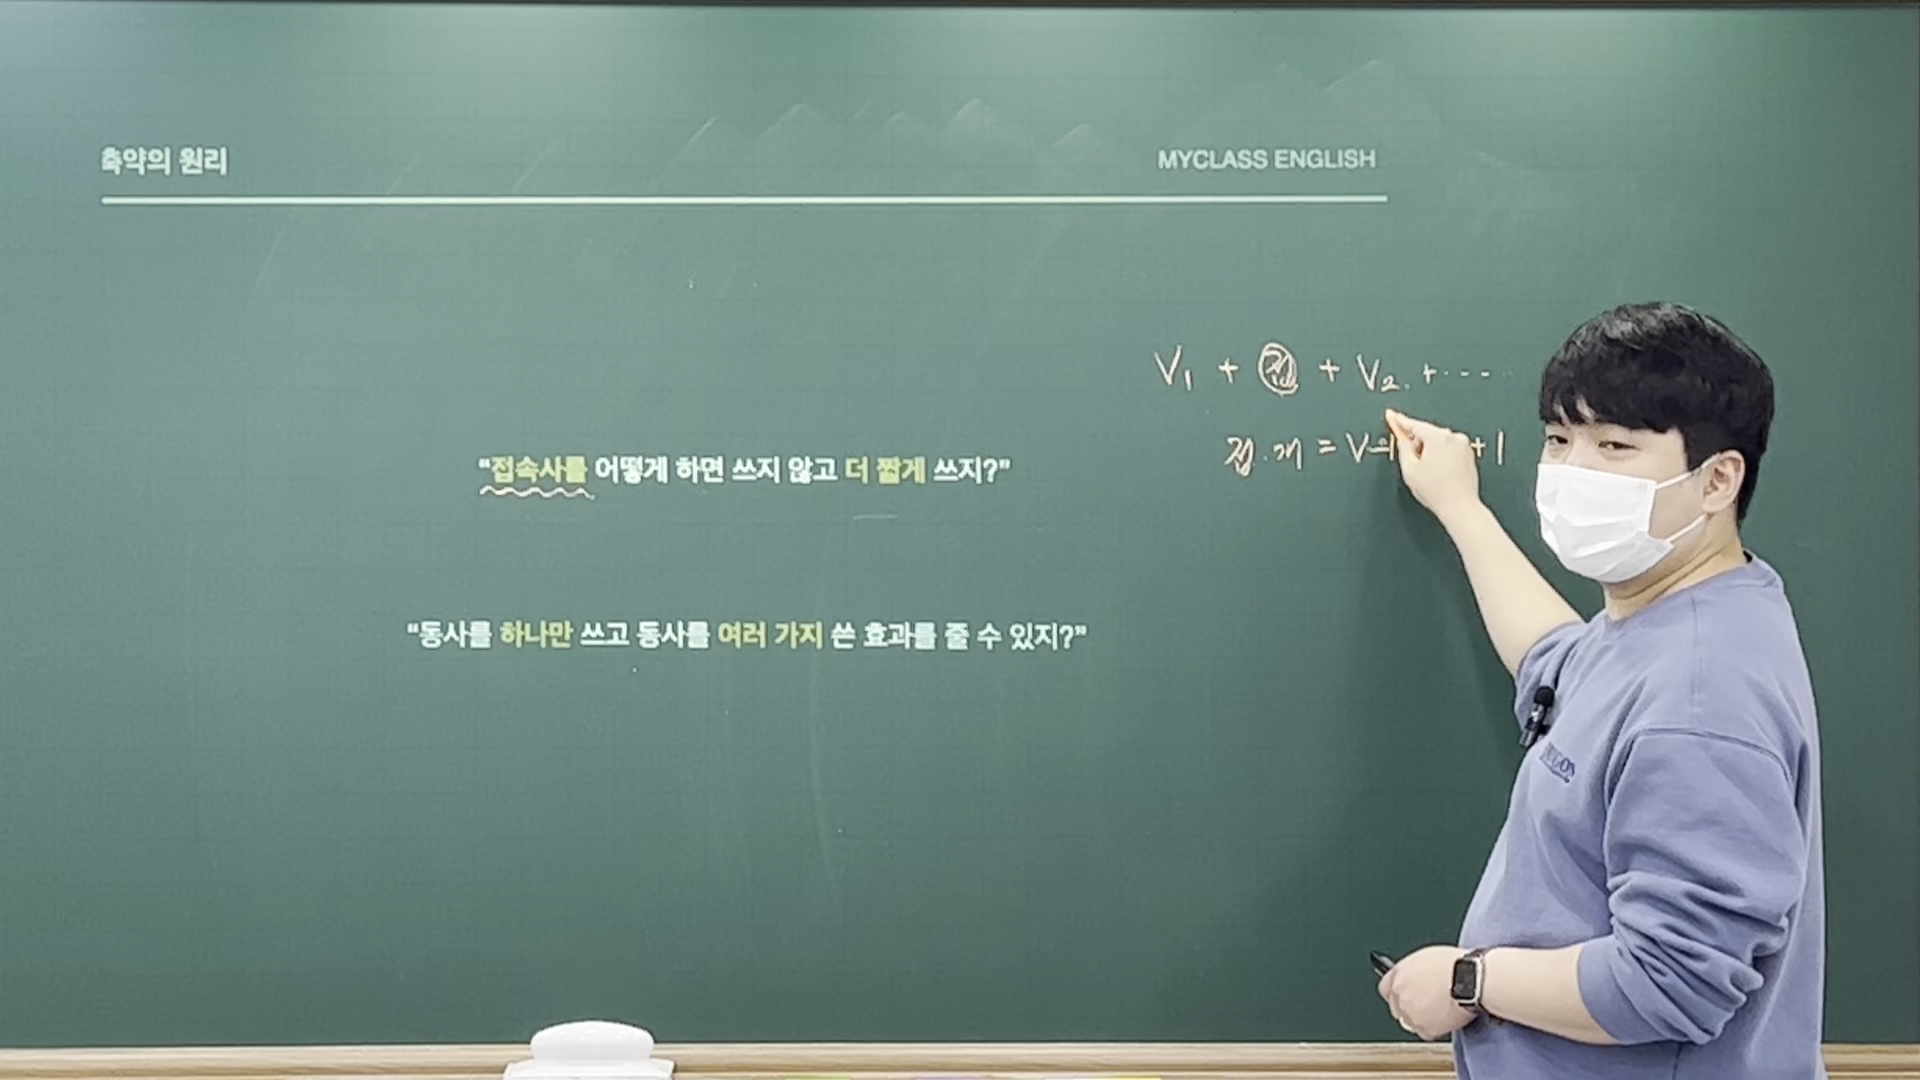 축약의 원리
MYCLASS ENGLISH
V₁ + 접 + V₂ + ...
접.개 = V의 +1
“접속사를 어떻게 하면 쓰지 않고 더 짧게 쓰지?”
“동사를 하나만 쓰고 동사를 여러 가지 쓴 효과를 줄 수 있지?”